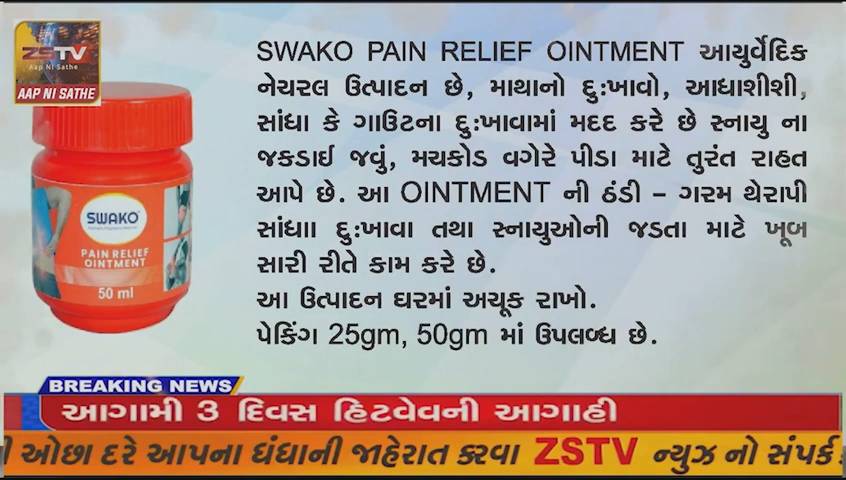 ZSTV
Aap Ni Sathe
AAP NI SATHE
SWAKO PAIN RELIEF OINTMENT આયુર્વેદિક
નેચરલ ઉત્પાદન છે, માથાનો દુઃખાવો, આધાશીશી,
સાંધા કે ગાઉટના દુઃખાવામાં મદદ કરે છે સ્નાયુ ના
જકડાઈ જવું, મચકોડ વગેરે પીડા માટે તુરંત રાહત
આપે છે. આ OINTMENT ની ઠંડી – ગરમ થેરાપી
સાંધાા દુઃખાવા તથા સ્નાયુઓની જડતા માટે ખૂબ
સારી રીતે કામ કરે છે.
આ ઉત્પાદન ઘરમાં અચૂક રાખો.
પેકિંગ 25gm, 50gm માં ઉપલબ્ધ છે.
SWAKO
PAIN RELIEF
OINTMENT
50 ml
BREAKING NEWS
આગામી 3 દિવસ હિટવેવની આગાહી
ઓછા દરે આપના ધંધાની જાહેરાત કરવા ZSTV ન્યુઝ નો સંપર્ક